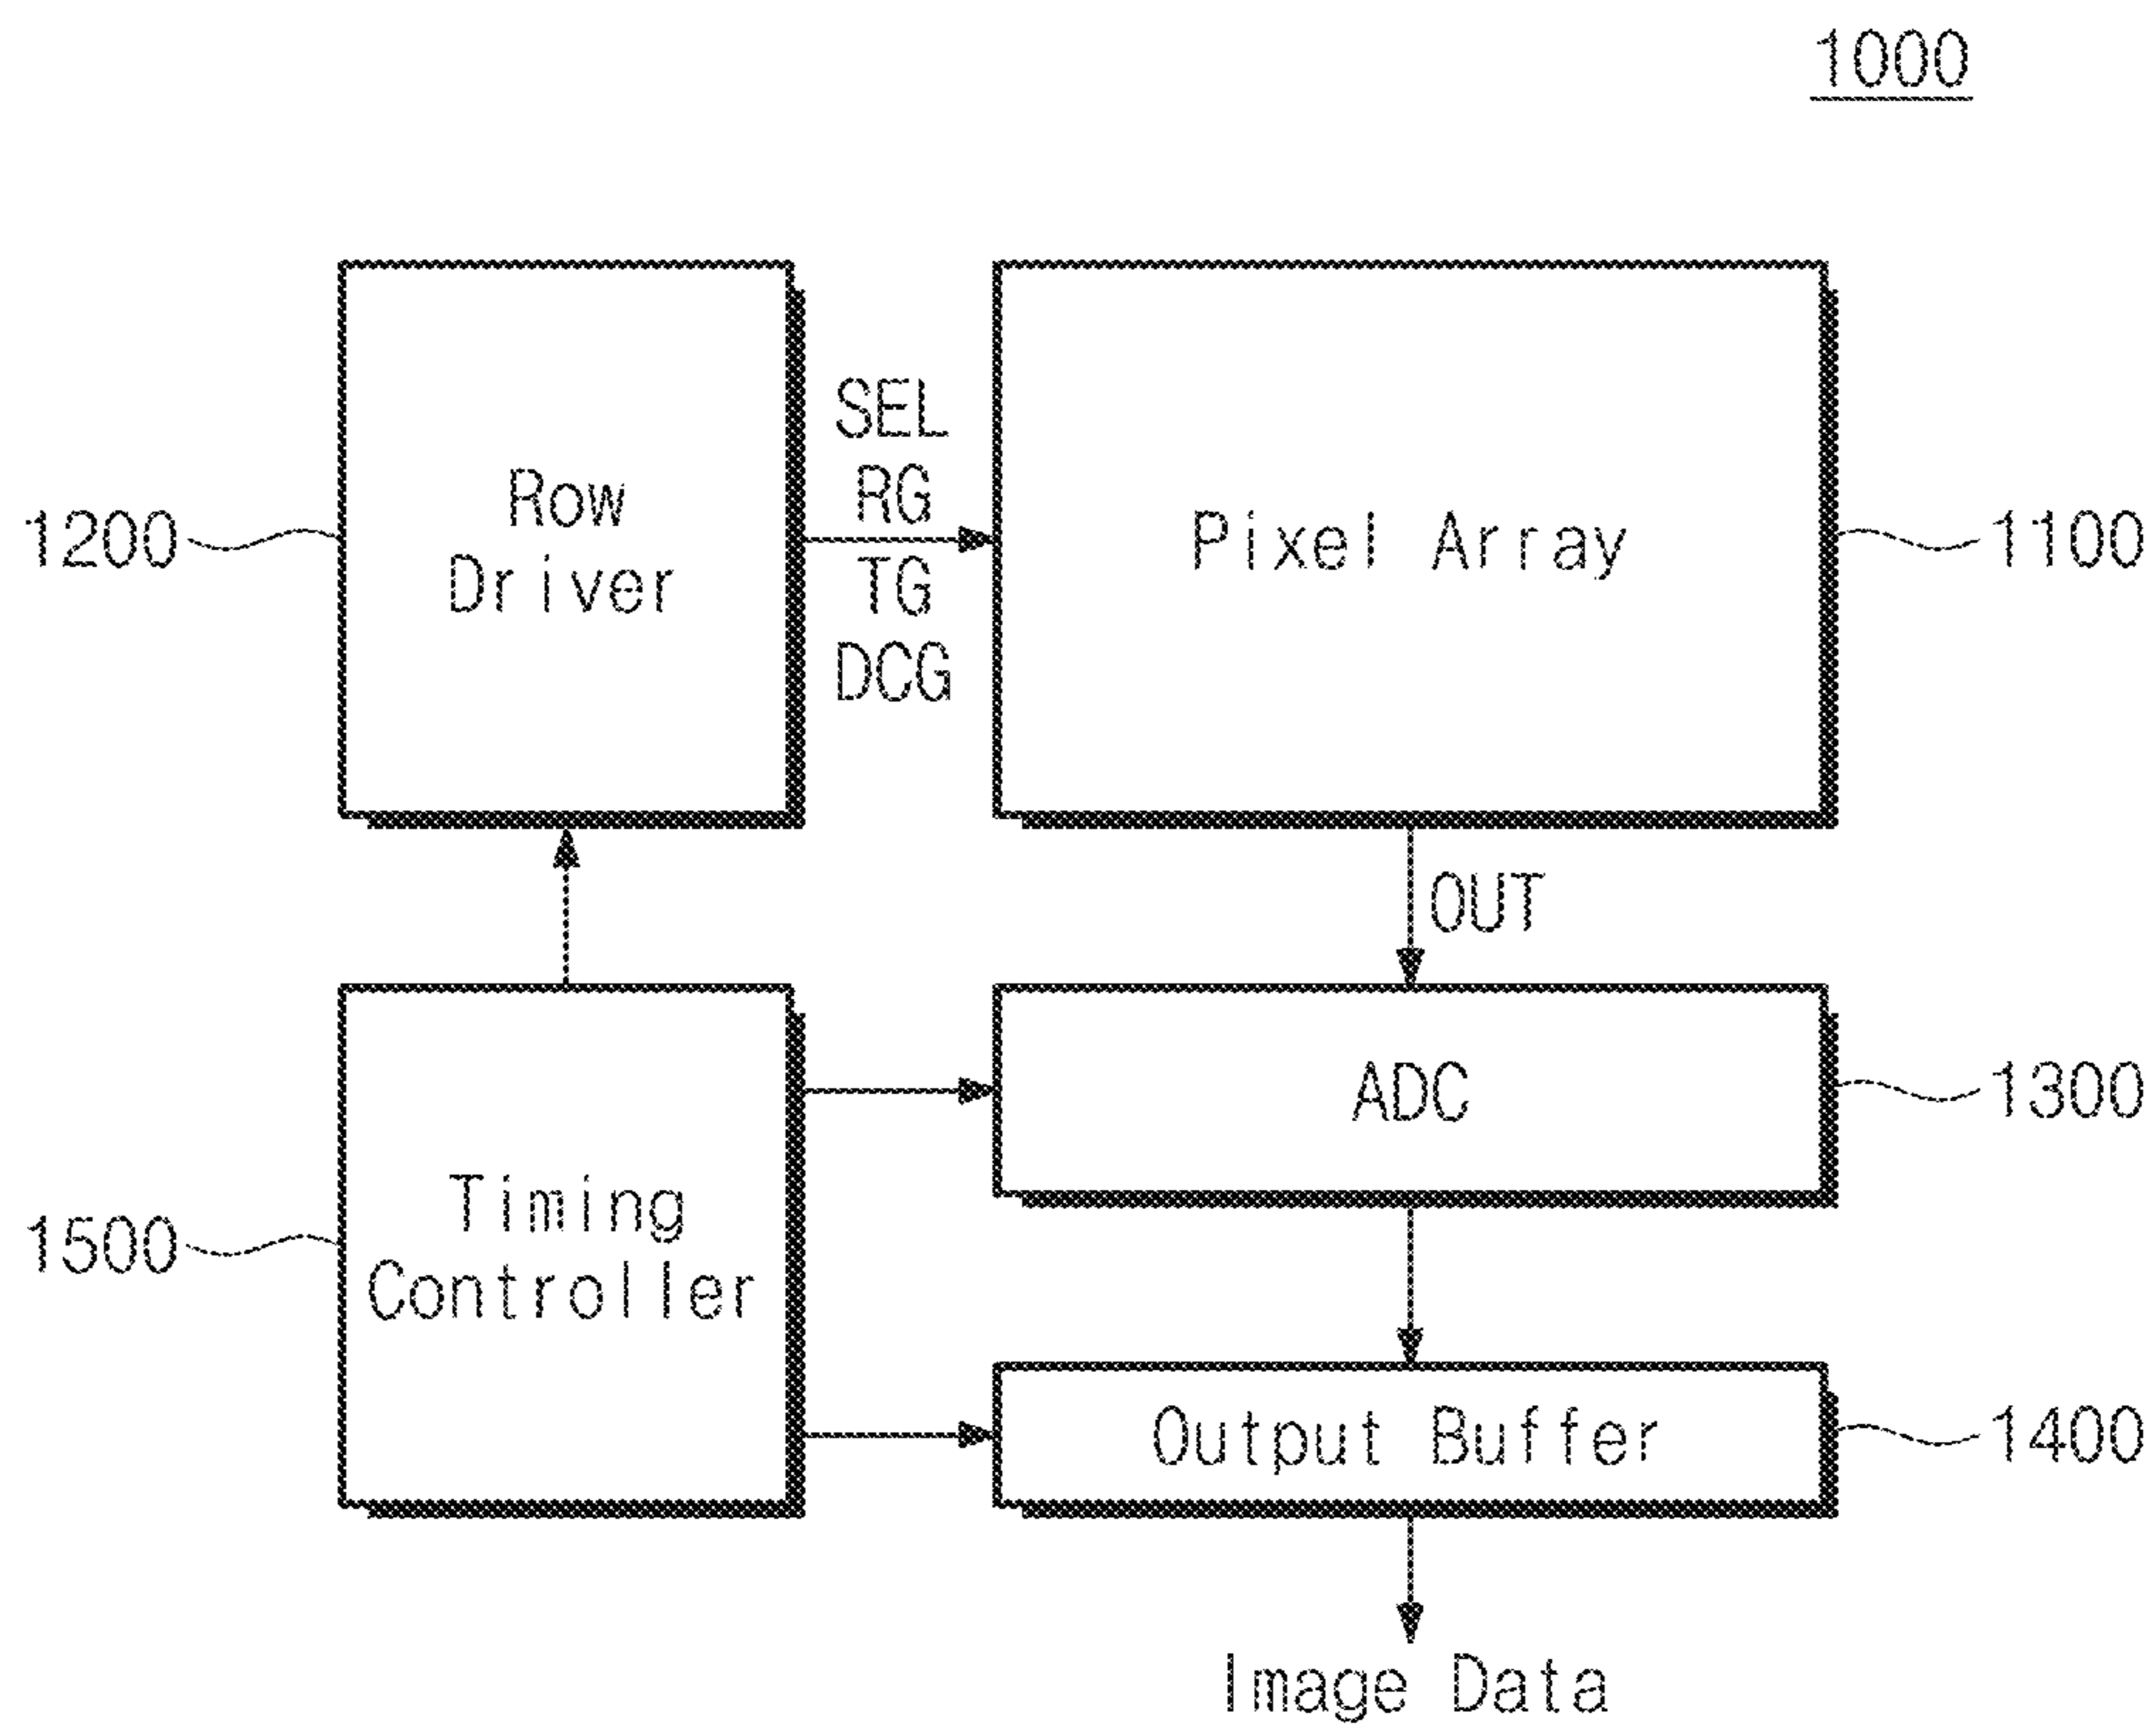 1000
SEL
RG
TG
DCG
Row
Driver
1200
Pixel Array
1100
OUT
ADC
1300
Timing
Controller
1500
Output Buffer
1400
Image Data